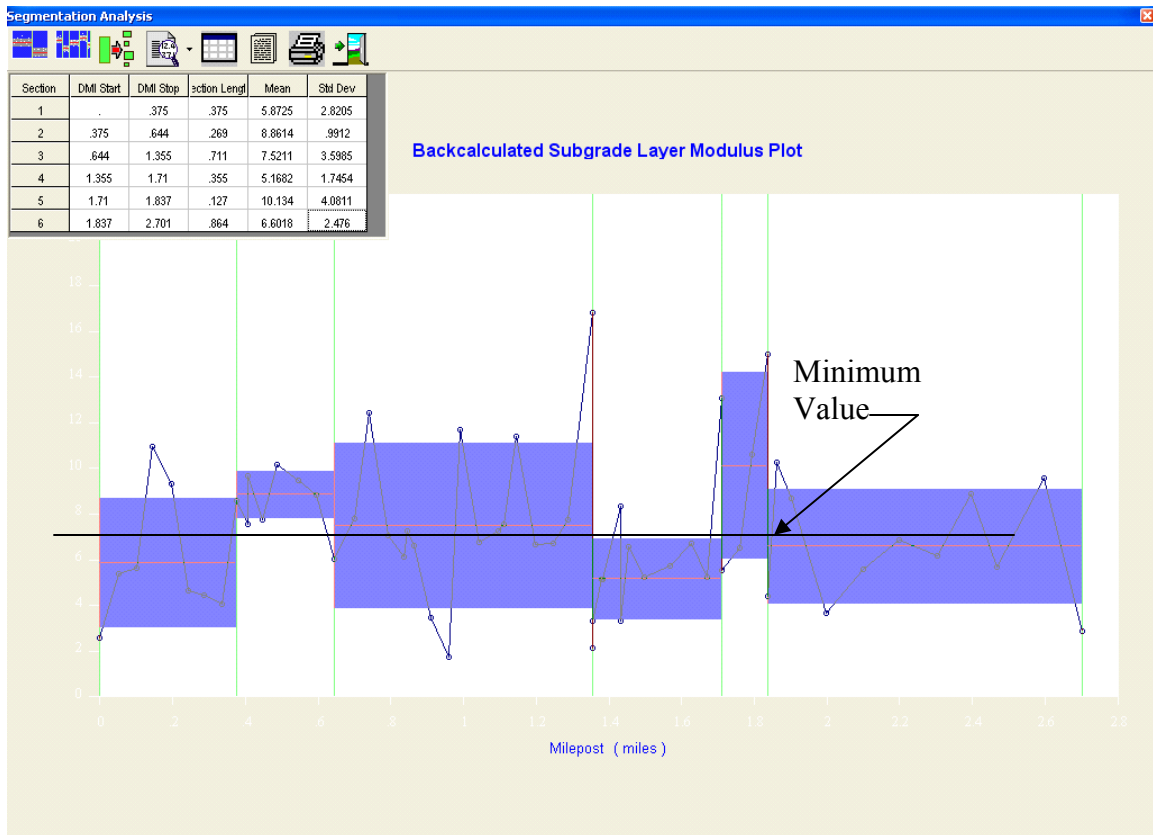 Segmentation Analysis
Section DMI Start DMI Stop ection Lengt Mean Std Dev
1 . .375 .375 5.8725 2.8205
2 .375 .644 .269 8.8614 .9912
3 .644 1.355 .711 7.5211 3.5985
4 1.355 1.71 .355 5.1682 1.7454
5 1.71 1.837 .127 10.134 4.0811
6 1.837 2.701 .864 6.6018 2.476
Backcalculated Subgrade Layer Modulus Plot
18
16
14
12
10
8
6
4
2
0
Minimum
Value
0 .2 .4 .6 .8 1 1.2 1.4 1.6 1.8 2 2.2 2.4 2.6 2.8
Milepost ( miles )